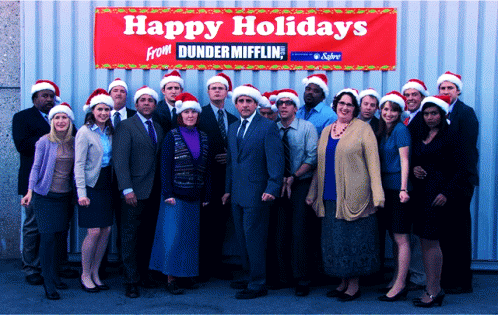 Happy Holidays
From DUNDER MIFFLIN, Sabre